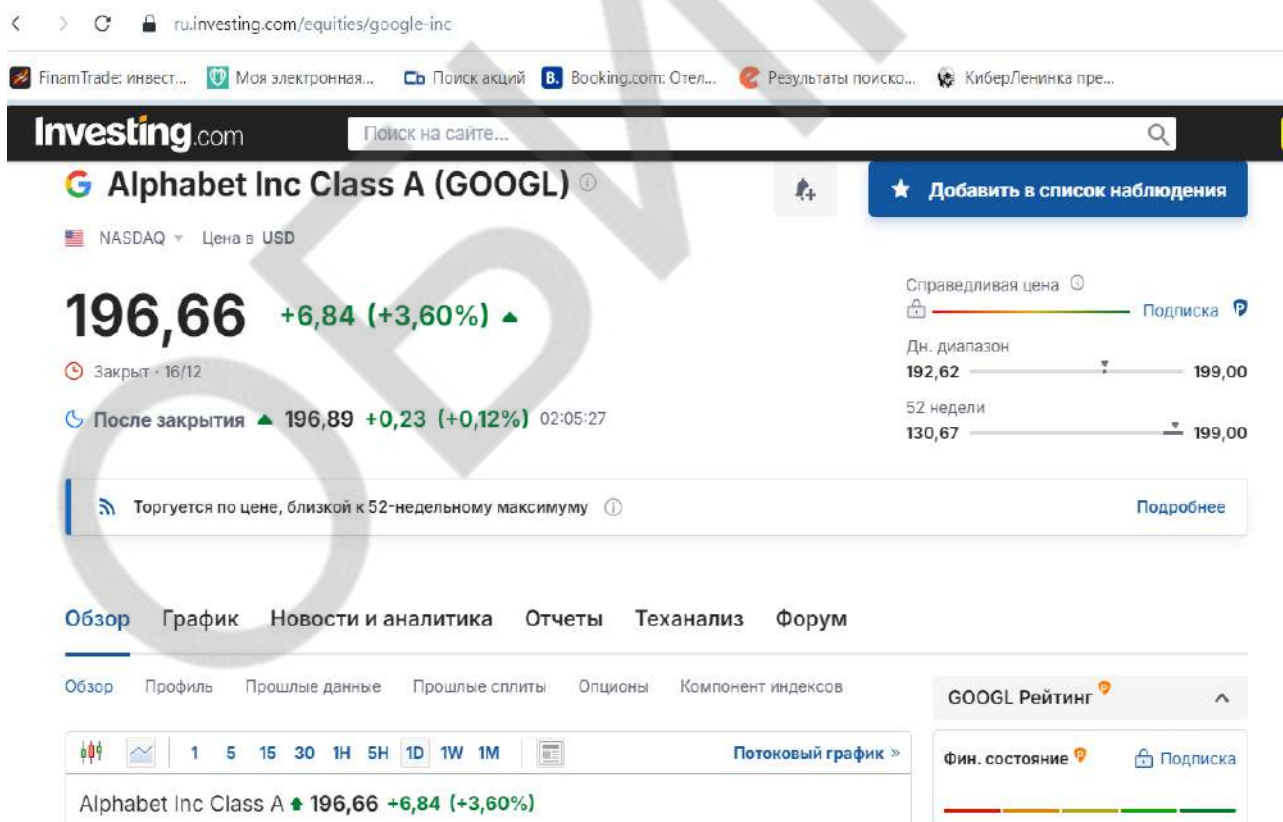 ru.investing.com/equities/google-inc
FinamTrade: инвест... Моя электронная... Сь Поиск акций B. Booking.com: Отел... Результаты поиско... КиберЛенинка пре...
Investing.com Поиск на сайте...
Alphabet Inc Class A (GOOGL)
Добавить в список наблюдения
NASDAQ Цена в USD
196,66 +6,84 (+3,60%)
Закрыт · 16/12
После закрытия 196,89 +0,23 (+0,12%) 02:05:27
Справедливая цена
Подписка
Дн. диапазон
192,62 199,00
52 недели
130,67 199,00
Торгуется по цене, близкой к 52-недельному максимуму Подробнее
Обзор График Новости и аналитика Отчеты Теханализ Форум
Обзор Профиль Прошлые данные Прошлые сплиты Опционы Компонент индексов
1 5 15 30 1H 5H 1D 1W 1M Потоковый график »
Alphabet Inc Class A 196,66 +6,84 (+3,60%)
GOOGL Рейтинг
Фин. состояние Подписка